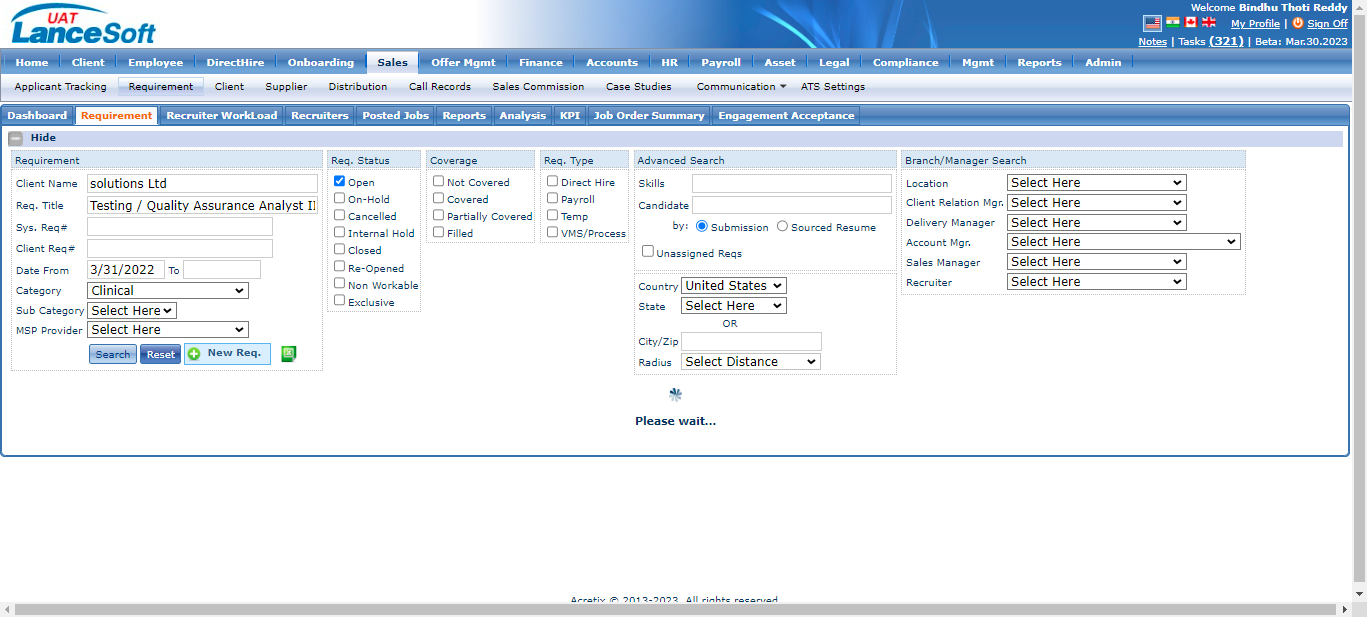 UAT
LanceSoft
Welcome Bindhu Thoti Reddy
My Profile | Sign Off
Notes | Tasks (321) | Beta: Mar.30.2023
Home Client Employee DirectHire Onboarding Sales Offer Mgmt Finance Accounts HR Payroll Asset Legal Compliance Mgmt Reports Admin
Applicant Tracking Requirement Client Supplier Distribution Call Records Sales Commission Case Studies Communication ATS Settings
Dashboard Requirement Recruiter WorkLoad Recruiters Posted Jobs Reports Analysis KPI Job Order Summary Engagement Acceptance
Hide
Requirement
Client Name solutions Ltd
Req. Title Testing / Quality Assurance Analyst II
Sys. Req#
Client Req#
Date From 3/31/2022 To
Category Clinical
Sub Category Select Here
MSP Provider Select Here
Search Reset New Req.
Req. Status
Open
On-Hold
Cancelled
Internal Hold
Closed
Re-Opened
Non Workable
Exclusive
Coverage
Not Covered
Covered
Partially Covered
Filled
Req. Type
Direct Hire
Payroll
Temp
VMS/Process
Advanced Search
Skills
Candidate
by: Submission Sourced Resume
Unassigned Reqs
Country United States
State Select Here
OR
City/Zip
Radius Select Distance
Branch/Manager Search
Location Select Here
Client Relation Mgr. Select Here
Delivery Manager Select Here
Account Mgr. Select Here
Sales Manager Select Here
Recruiter Select Here
Please wait...
Acretix © 2013-2023. All rights reserved